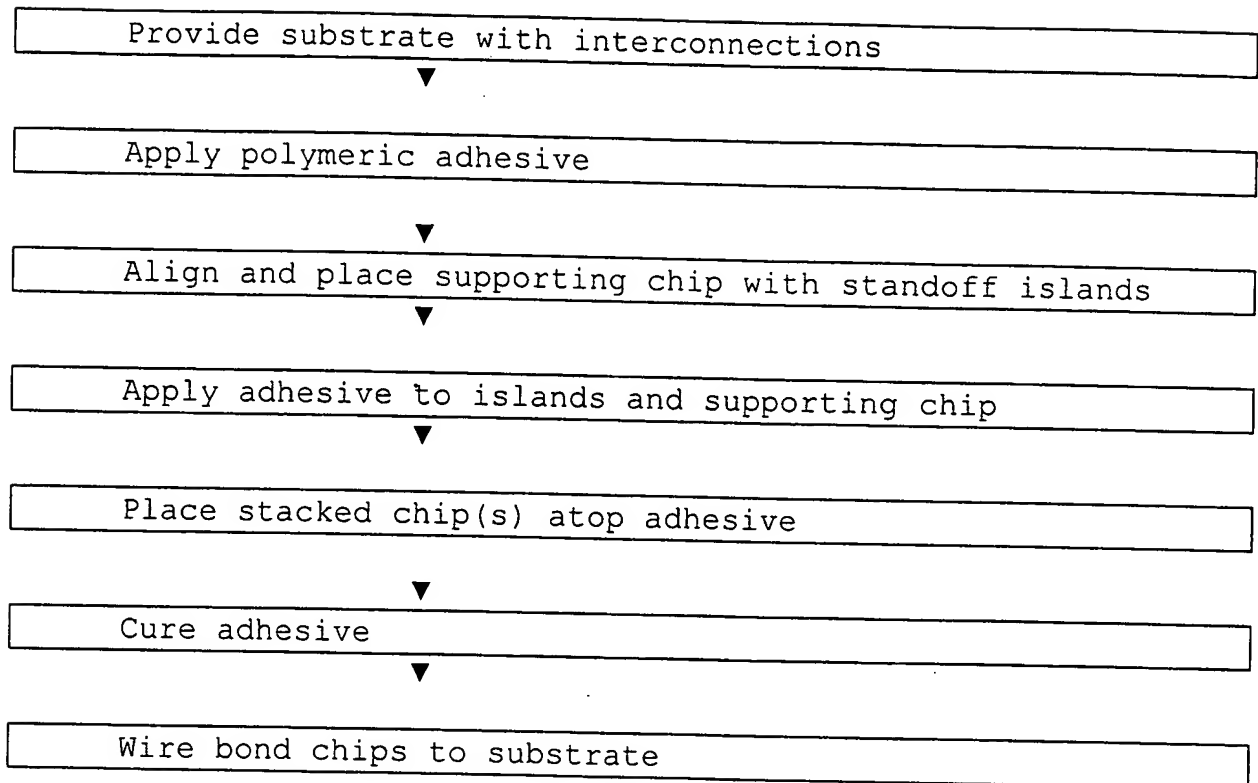 Provide substrate with interconnections
Apply polymeric adhesive
Align and place supporting chip with standoff islands
Apply adhesive to islands and supporting chip
Place stacked chip(s) atop adhesive
Cure adhesive
Wire bond chips to substrate